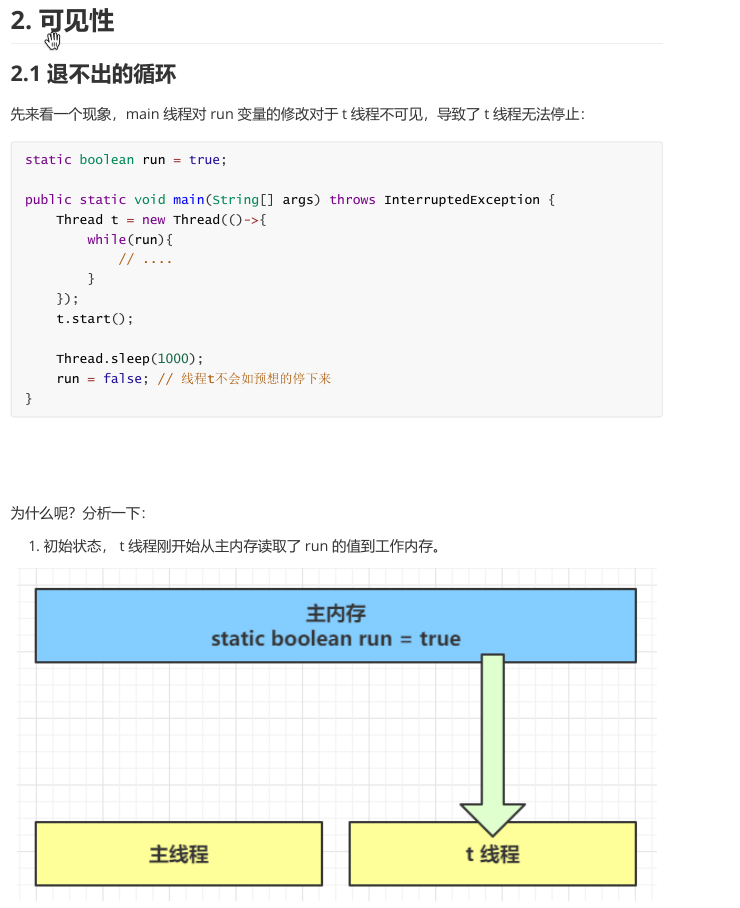 2. 可见性
2.1 退不出的循环
先来看一个现象，main 线程对 run 变量的修改对于 t 线程不可见，导致了 t 线程无法停止：
static boolean run = true;
public static void main(String[] args) throws InterruptedException {
    Thread t = new Thread(()->{
        while(run){
            // ....
        }
    });
    t.start();
    Thread.sleep(1000);
    run = false; // 线程t不会如预想的停下来
}
为什么呢？分析一下：
1. 初始状态， t 线程刚开始从主内存读取了 run 的值到工作内存。
主内存
static boolean run = true
主线程
t 线程